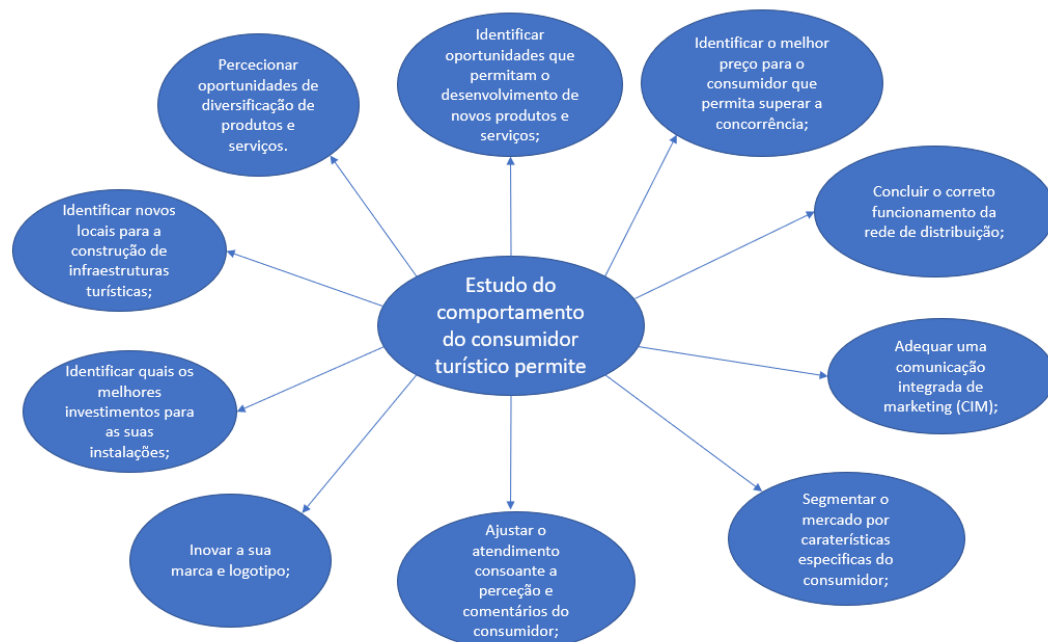 Identificar
oportunidades que
permitam o
desenvolvimento de
novos produtos e
serviços;
Identificar o melhor
preço para o
consumidor que
permita superar a
concorrência;
Concluir o correto
funcionamento da
rede de distribuição;
Adequar uma
comunicação
integrada de
marketing (CIM);
Segmentar o
mercado por
caraterísticas
especificas do
consumidor;
Ajustar o
atendimento
consoante a
perceção e
comentários do
consumidor;
Inovar a sua
marca e logotipo;
Identificar quais os
melhores
investimentos para
as suas
instalações;
Identificar novos
locais para a
construção de
infraestruturas
turísticas;
Percecionar
oportunidades de
diversificação de
produtos e
serviços.
Estudo do
comportamento
do consumidor
turístico permite